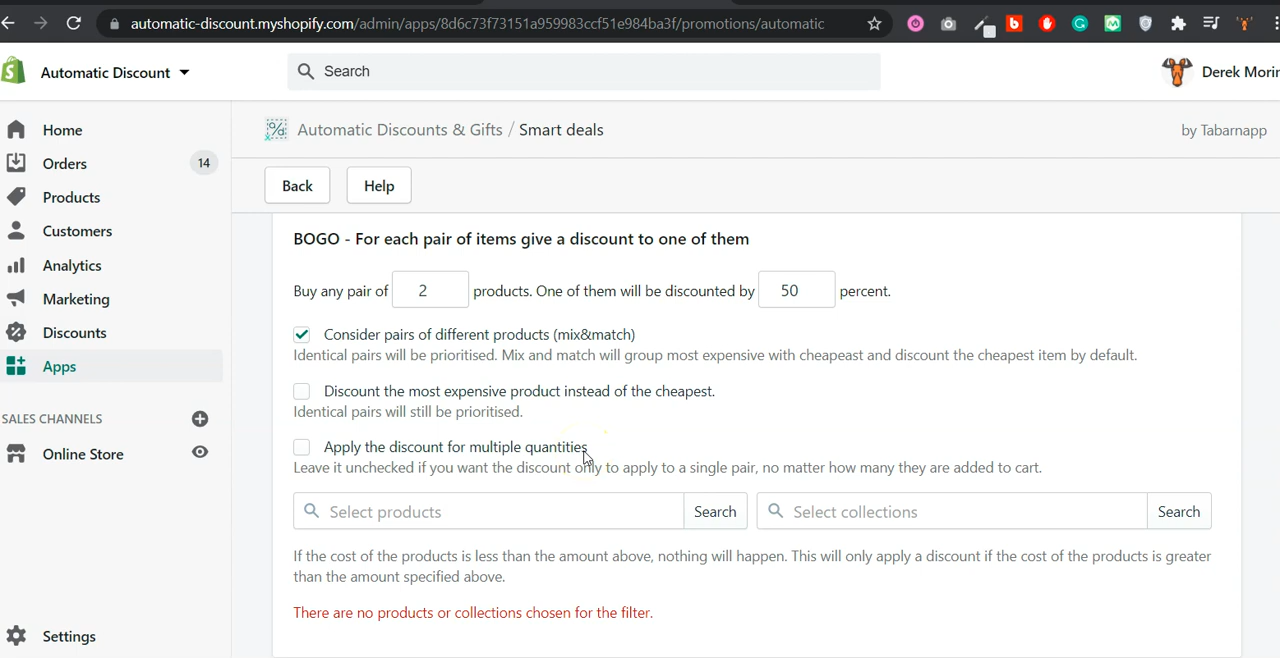 automatic-discount.myshopify.com/admin/apps/8d6c73f73151a959983ccf51e984ba3f/promotions/automatic
Automatic Discount
Search
Derek Morin
Home
Orders 14
Products
Customers
Analytics
Marketing
Discounts
Apps
SALES CHANNELS
Online Store
Settings
Automatic Discounts & Gifts / Smart deals
by Tabarnapp
Back
Help
BOGO - For each pair of items give a discount to one of them
Buy any pair of 2 products. One of them will be discounted by 50 percent.
Consider pairs of different products (mix&match)
Identical pairs will be prioritised. Mix and match will group most expensive with cheapeast and discount the cheapest item by default.
Discount the most expensive product instead of the cheapest.
Identical pairs will still be prioritised.
Apply the discount for multiple quantities
Leave it unchecked if you want the discount only to apply to a single pair, no matter how many they are added to cart.
Select products Search
Select collections Search
If the cost of the products is less than the amount above, nothing will happen. This will only apply a discount if the cost of the products is greater
than the amount specified above.
There are no products or collections chosen for the filter.